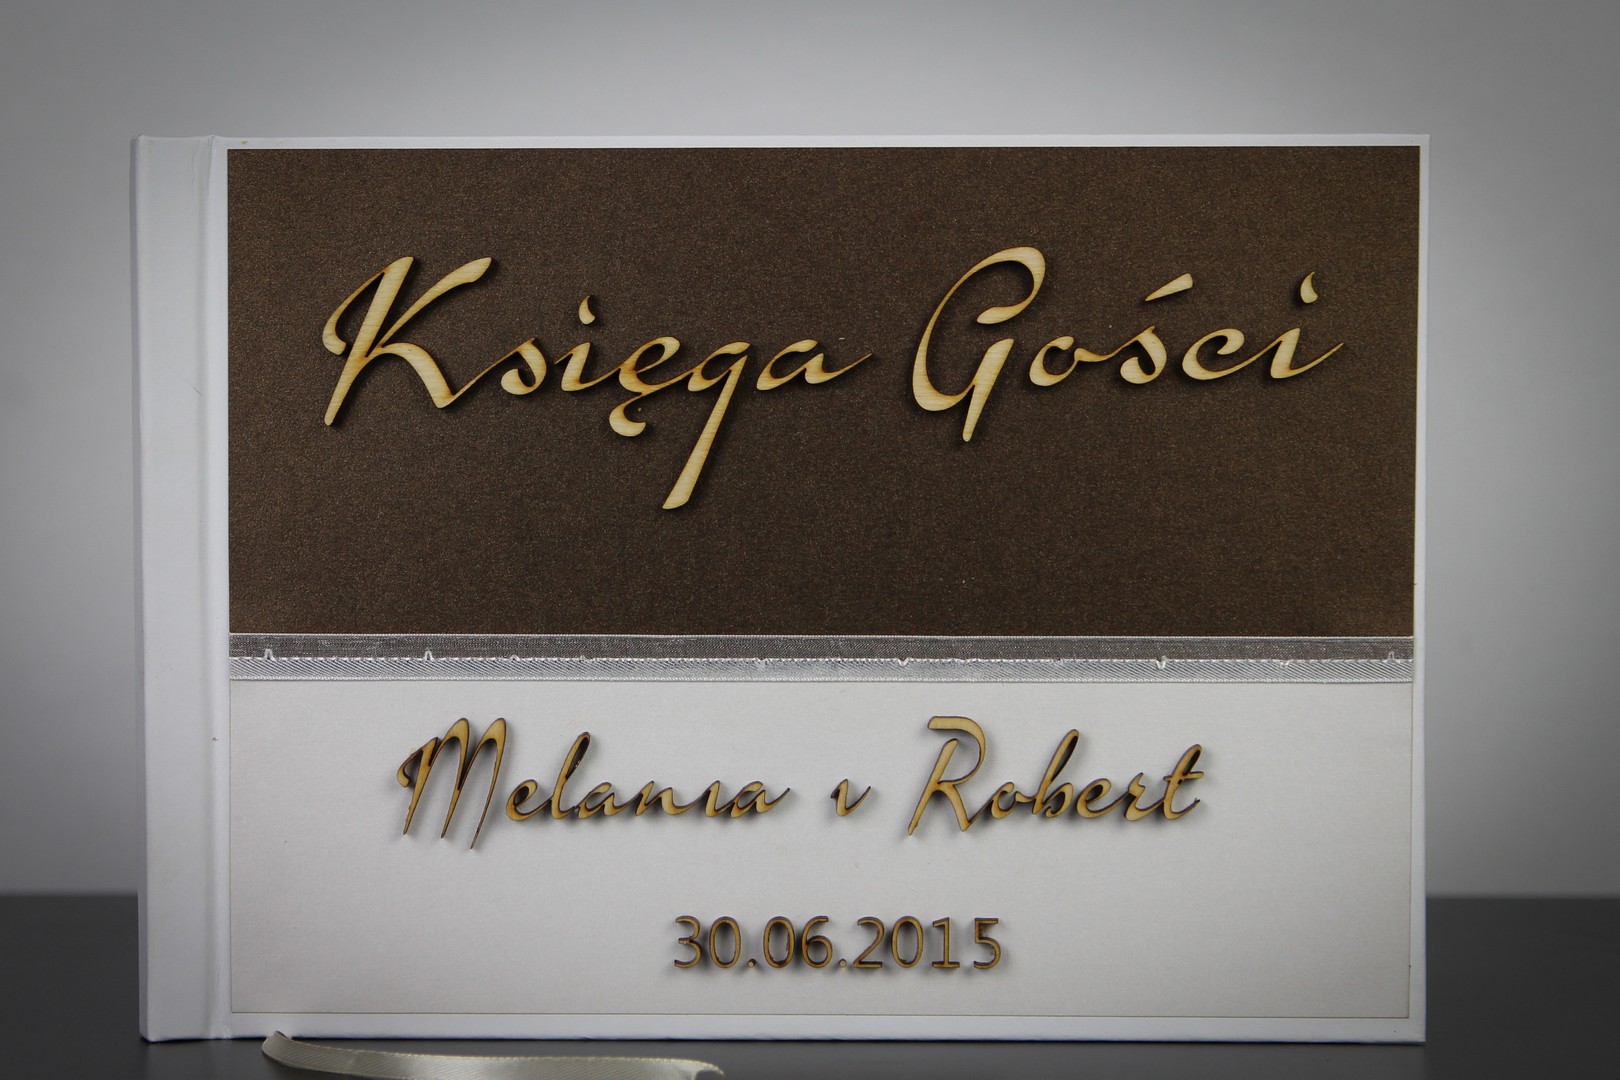 Księga Gości
Melania i Robert
30.06.2015